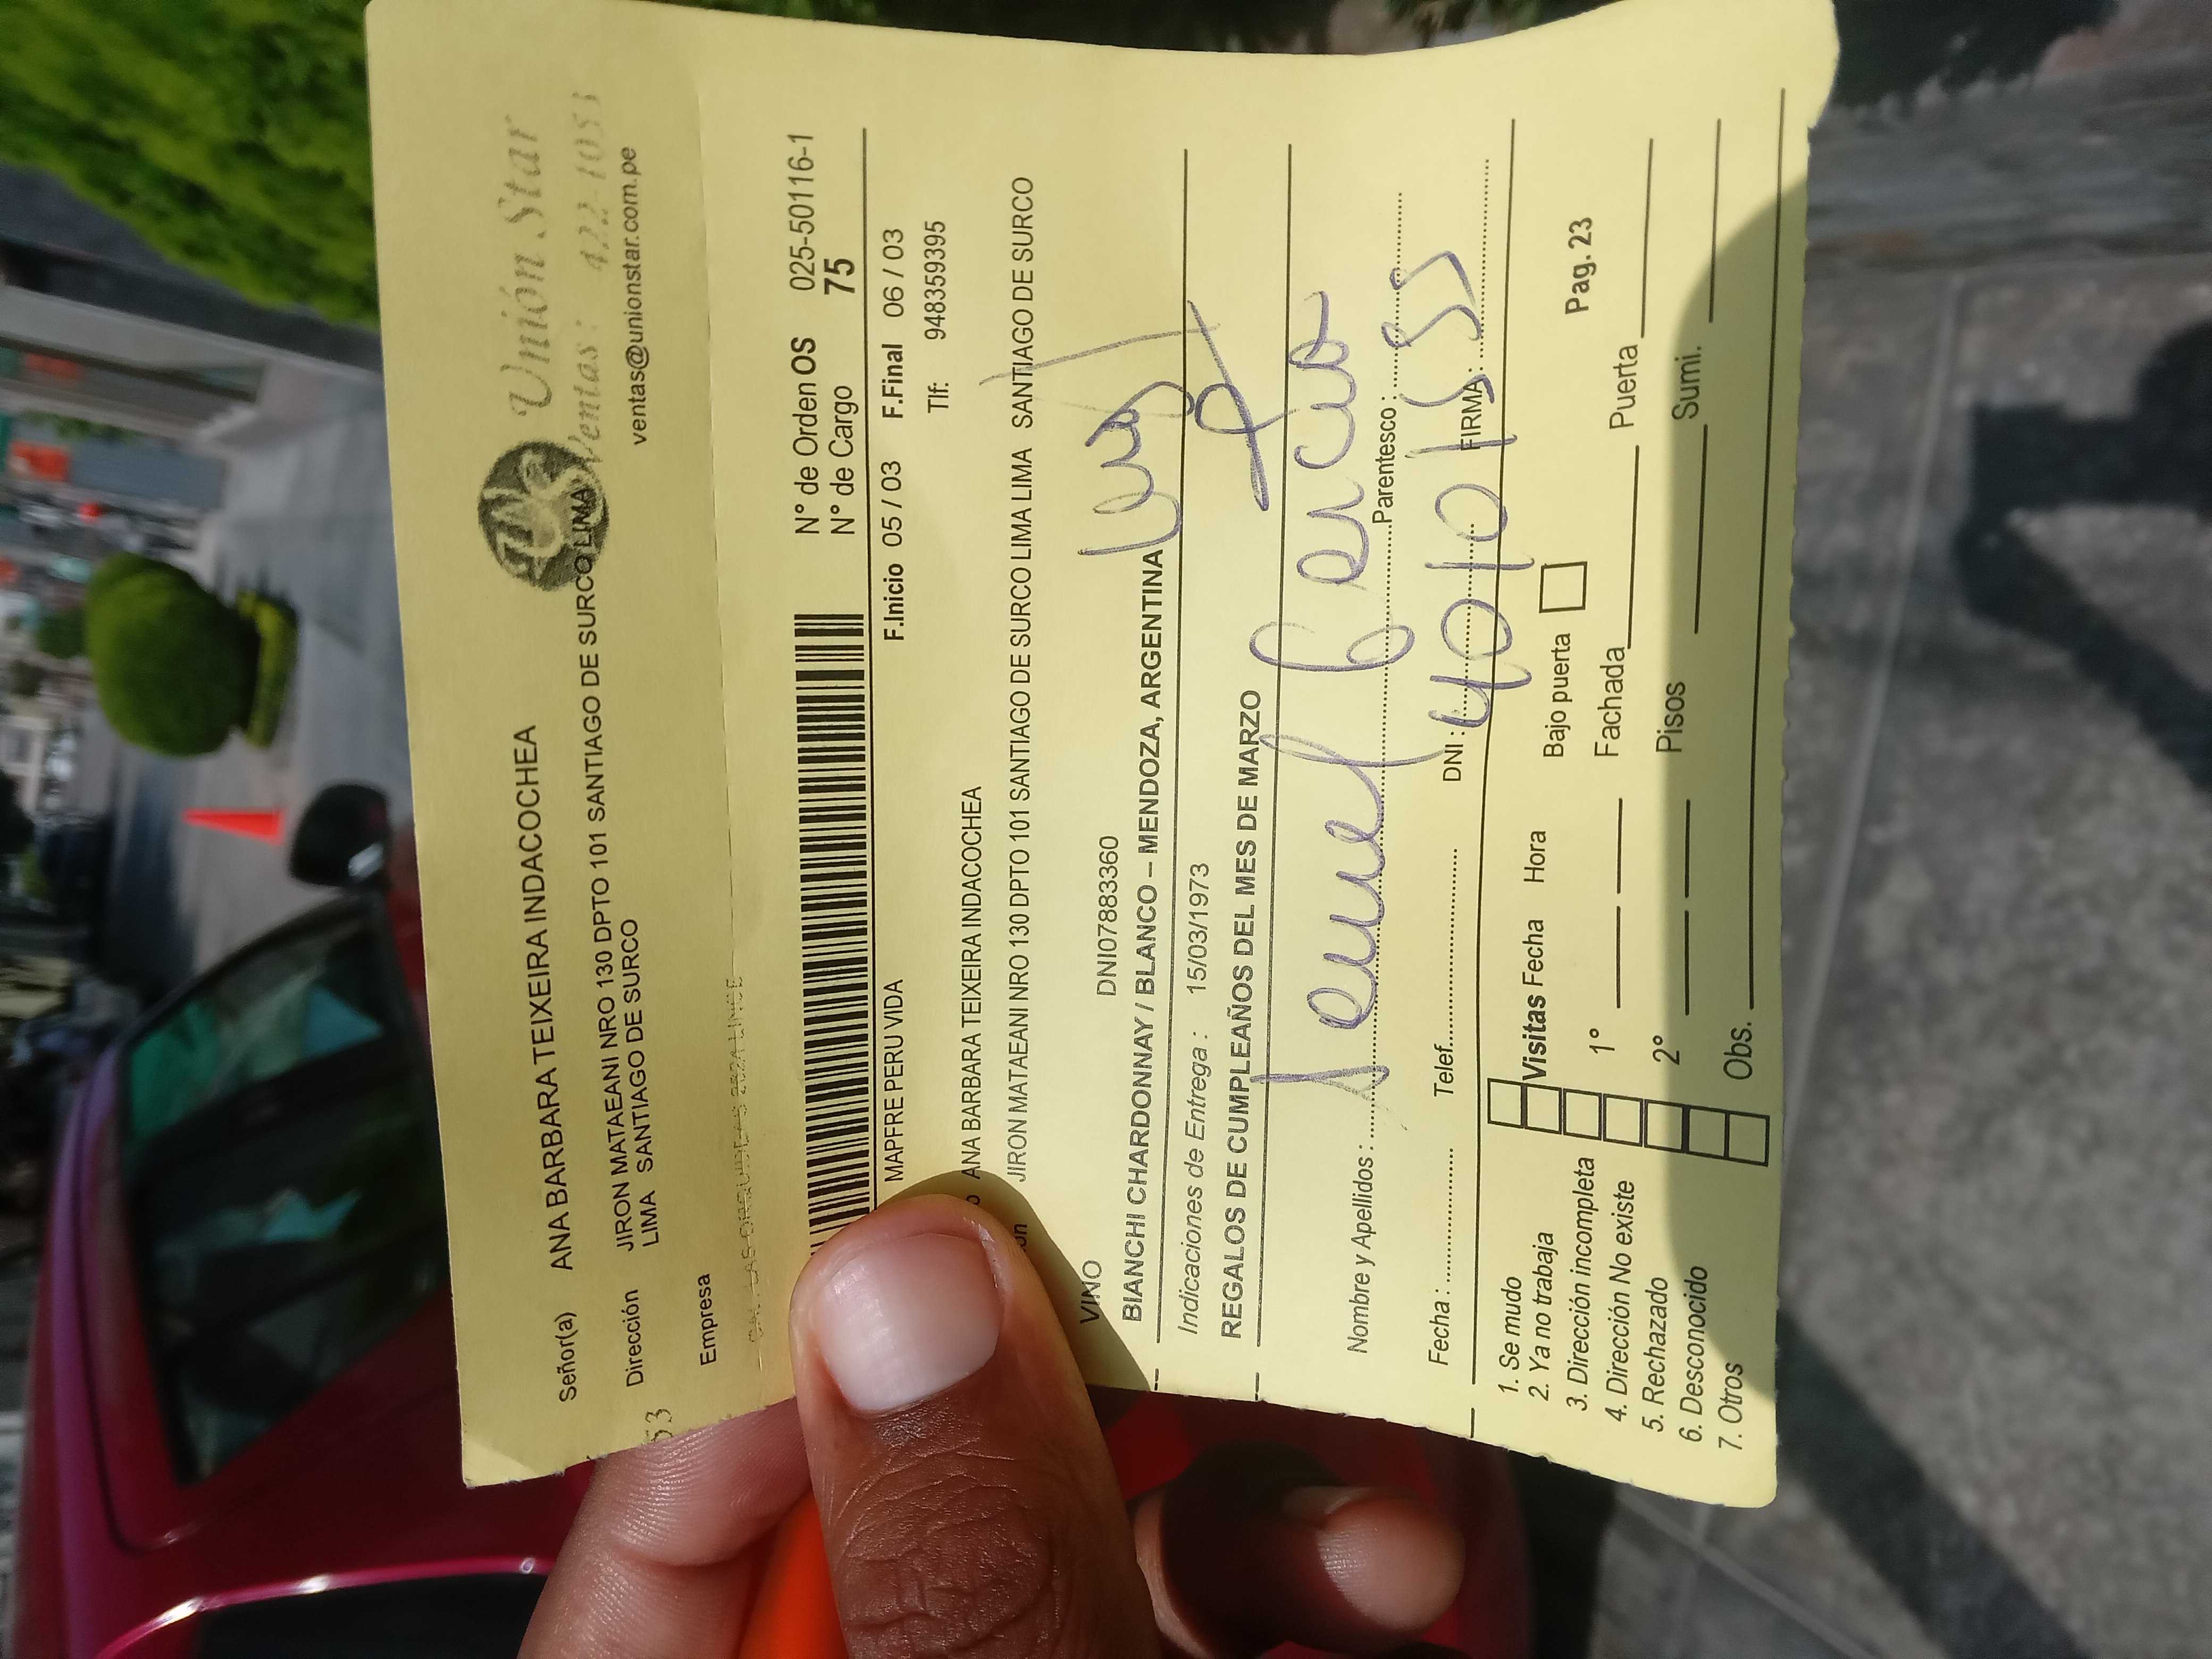 Unión Star
Ventas: 422-1053
ventas@unionstar.com.pe
Señor(a) ANA BARBARA TEIXEIRA INDACOCHEA
Dirección JIRON MATAEANI NRO 130 DPTO 101 SANTIAGO DE SURCO LIMA
LIMA SANTIAGO DE SURCO
53
Empresa
N° de Orden OS 025-50116-1
N° de Cargo 75
MAPFRE PERU VIDA F.Inicio 05 / 03 F.Final 06 / 03
Tlf: 948359395
ANA BARBARA TEIXEIRA INDACOCHEA
JIRON MATAEANI NRO 130 DPTO 101 SANTIAGO DE SURCO LIMA LIMA SANTIAGO DE SURCO
VINO DNI07883360
BIANCHI CHARDONNAY / BLANCO – MENDOZA, ARGENTINA
Indicaciones de Entrega : 15/03/1973
REGALOS DE CUMPLEAÑOS DEL MES DE MARZO
Nombre y Apellidos : Parentesco :
Fecha : Telef. DNI : 40101555 FIRMA :
1. Se mudo
2. Ya no trabaja
3. Dirección incompleta
4. Dirección No existe
5. Rechazado
6. Desconocido
7. Otros
Visitas Fecha Hora Bajo puerta Pag. 23
1° Fachada Puerta
2° Pisos Sumi.
Obs.